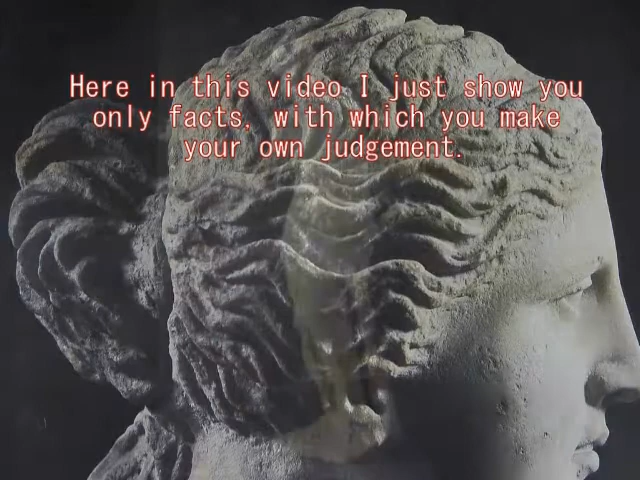 Here in this video I just show you
only facts, with which you make
your own judgement.